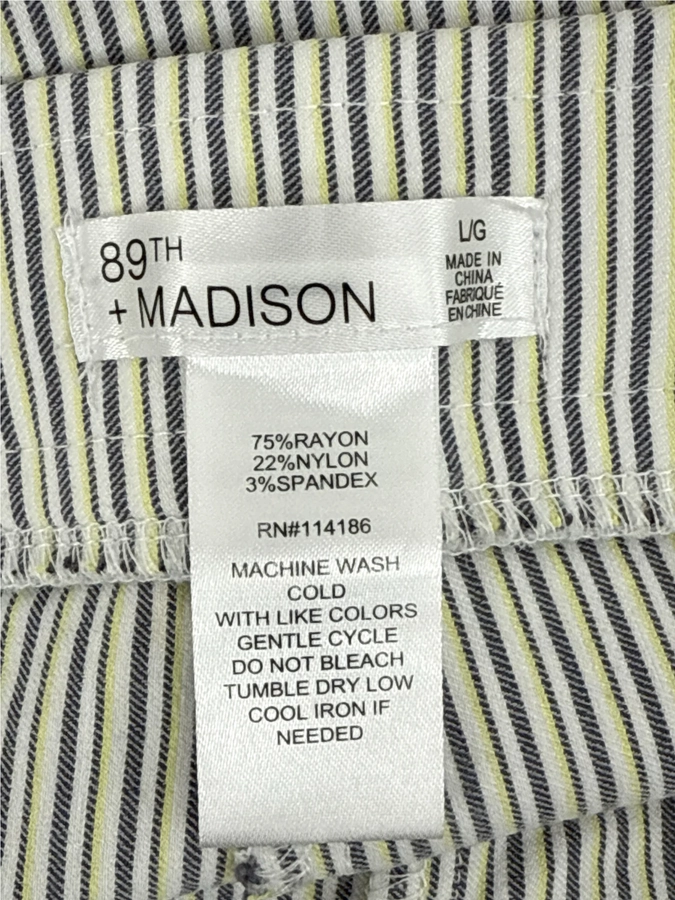 89TH
+ MADISON
L/G
MADE IN
CHINA
FABRIQUÉ
EN CHINE
75%RAYON
22%NYLON
3%SPANDEX
RN#114186
MACHINE WASH
COLD
WITH LIKE COLORS
GENTLE CYCLE
DO NOT BLEACH
TUMBLE DRY LOW
COOL IRON IF
NEEDED